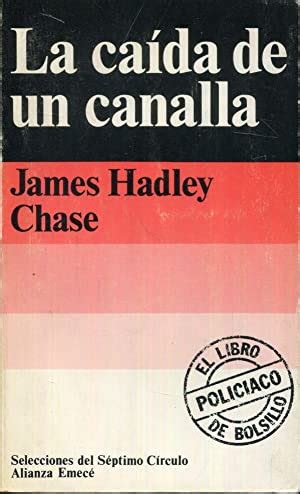 La caída de
un canalla
James Hadley
Chase
EL LIBRO
POLICIACO
DE BOLSILLO
Selecciones del Séptimo Círculo
Alianza Emecé